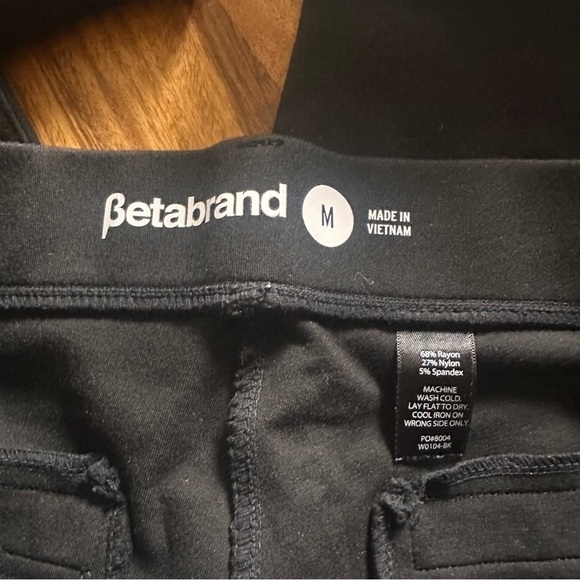 βetabrand
M
MADE IN
VIETNAM
68% Rayon
27% Nylon
5% Spandex
MACHINE
WASH COLD.
LAY FLAT TO DRY.
COOL IRON ON
WRONG SIDE ONLY.
PO#8004
W0104-BK